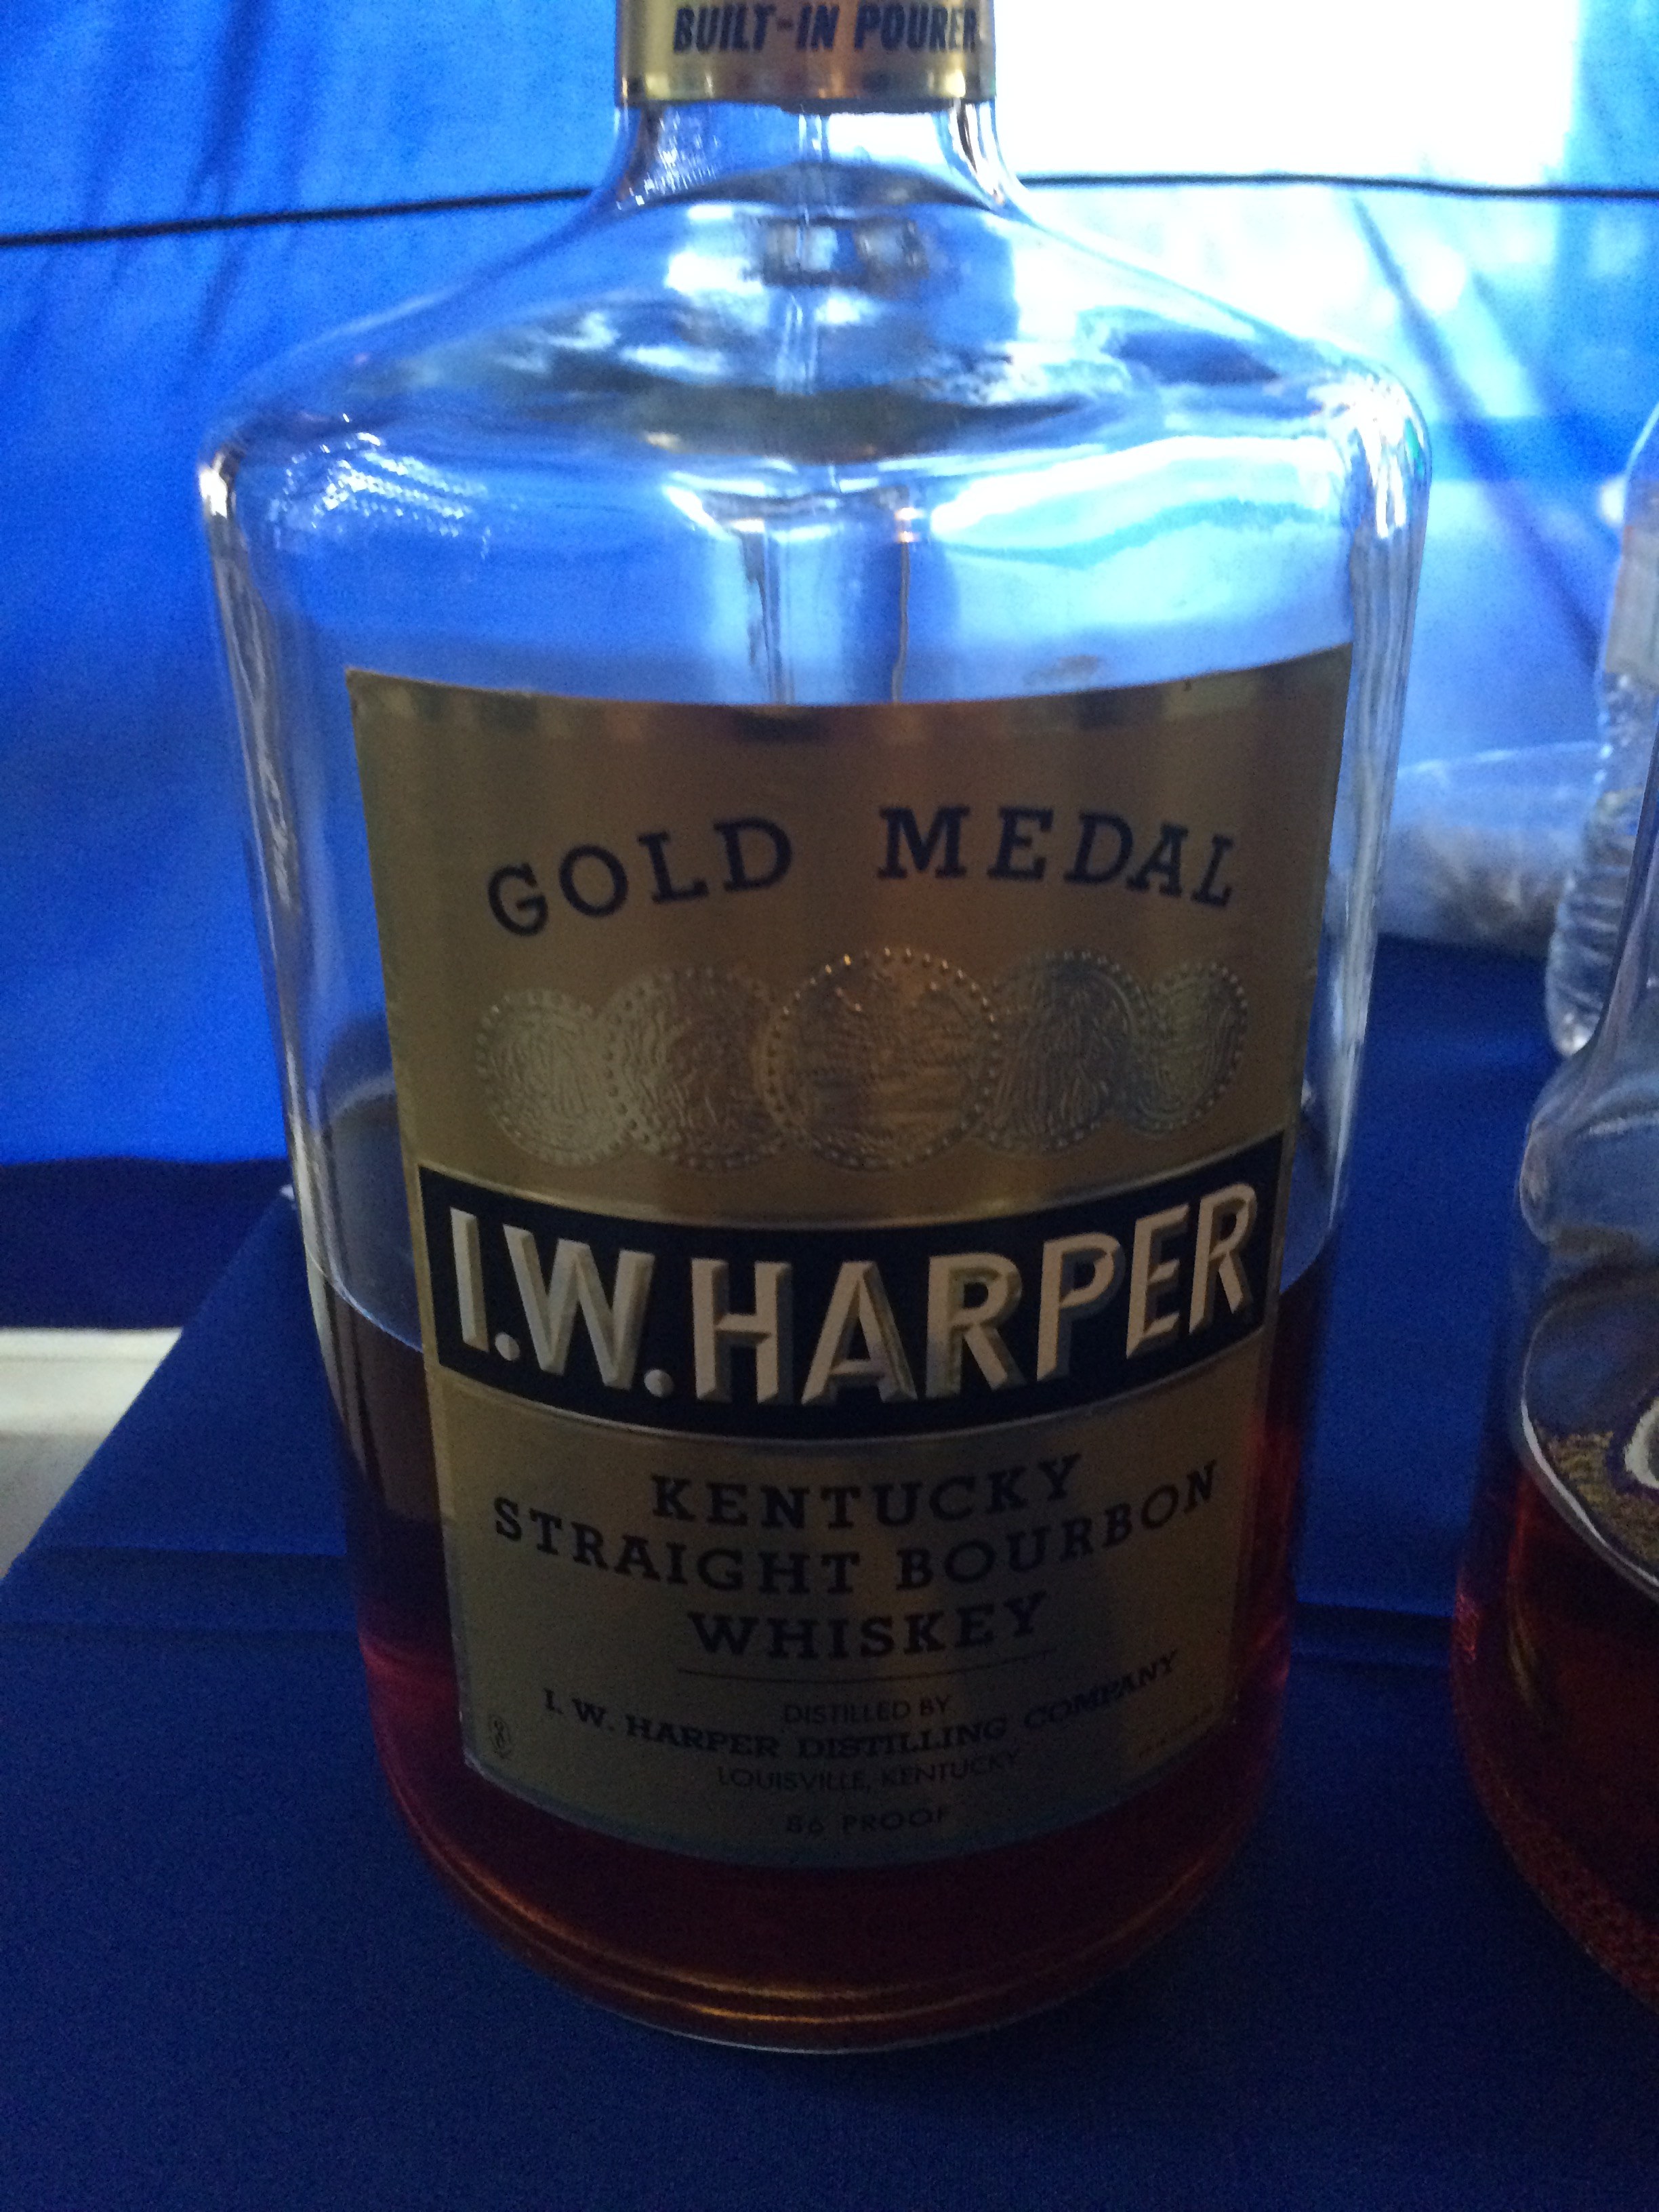 BUILT-IN POURER
GOLD MEDAL
I.W.HARPER
KENTUCKY
STRAIGHT BOURBON
WHISKEY
DISTILLED BY
I. W. HARPER DISTILLING COMPANY
LOUISVILLE, KENTUCKY
86 PROOF